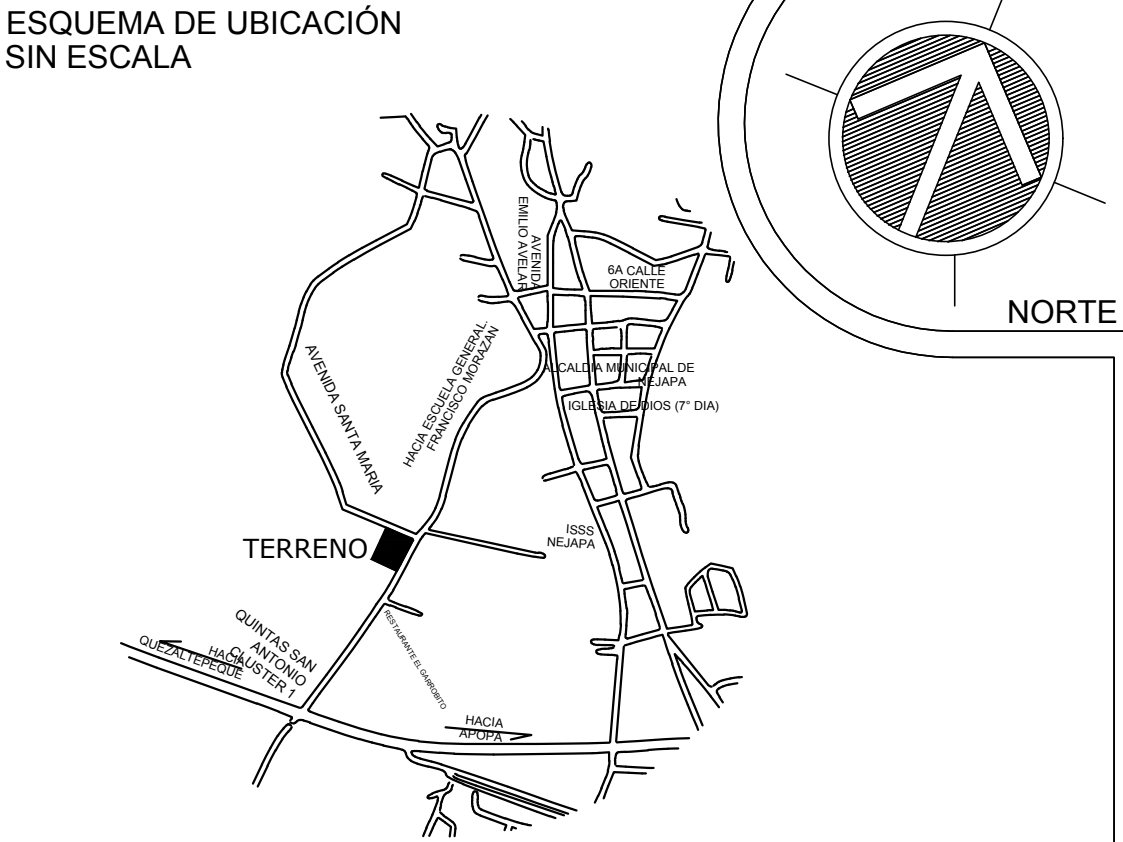 ESQUEMA DE UBICACIÓN
SIN ESCALA
NORTE
AVENIDA
EMILIO AVELAR
6A CALLE
ORIENTE
HACIA ESCUELA GENERAL.
FRANCISCO MORAZAN
AVENIDA SANTA MARIA
ALCALDIA MUNICIPAL DE
NEJAPA
IGLESIA DE DIOS (7° DIA)
ISSS
NEJAPA
TERRENO
QUINTAS SAN
ANTONIO
CLUSTER 1
HACIA
QUEZALTEPEQUE
RESTAURANTE EL GARROBITO
HACIA
APOPA